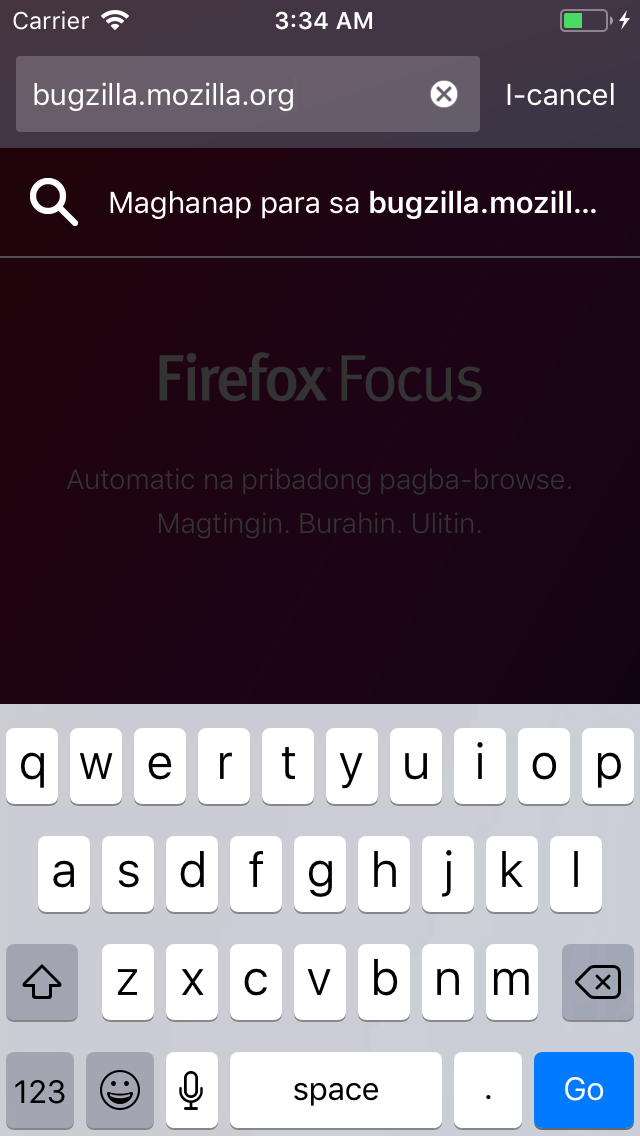 Carrier 3:34 AM
bugzilla.mozilla.org I-cancel
Maghanap para sa bugzilla.mozill...
Firefox Focus
Automatic na pribadong pagba-browse.
Magtingin. Burahin. Ulitin.
q w e r t y u i o p
a s d f g h j k l
z x c v b n m
123 space . Go